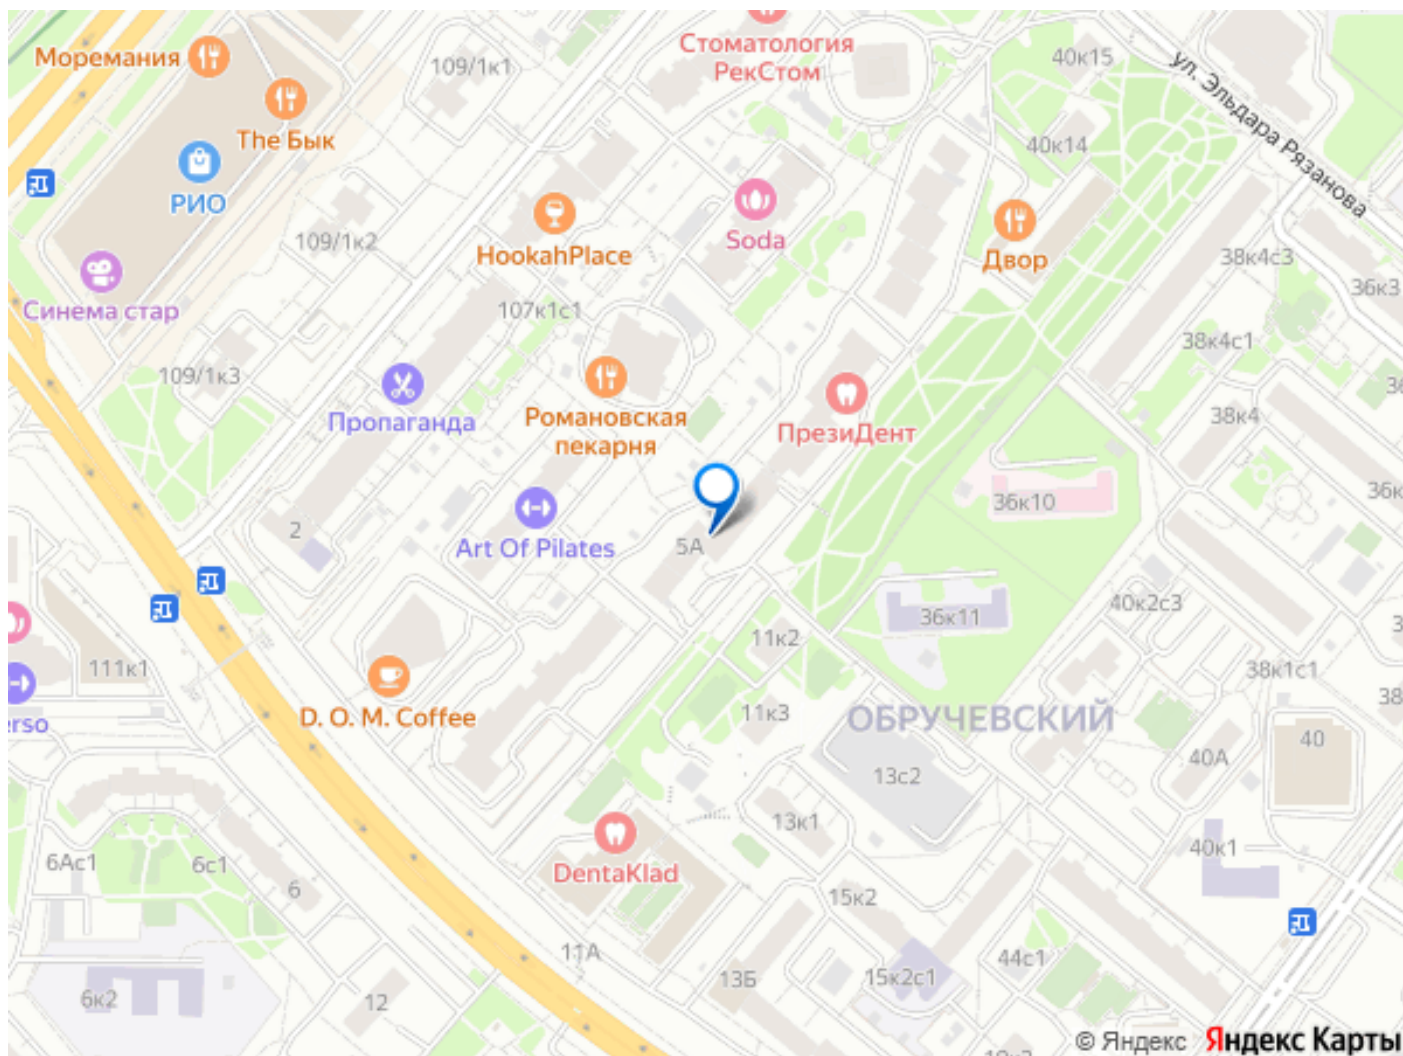 Моремания
The Бык
РИО
Синема стар
109/1к1
109/1к2
109/1к3
Стоматология
РекСтом
40к15
ул. Эльдара Рязанова
40к14
HookahPlace
Soda
Двор
38к4с3
36к3
107к1с1
38к4с1
Пропаганда
Романовская
пекарня
ПрезиДент
38к4
36к10
2
Art Of Pilates
5А
36к11
40к2с3
11к2
111к1
38к1с1
D. O. M. Coffee
11к3
ОБРУЧЕВСКИЙ
40
40А
13с2
13к1
6Ас1
6с1
6
DentaKlad
40к1
15к2
11А
44с1
13Б
15к2с1
6к2
12
© Яндекс Яндекс Карты